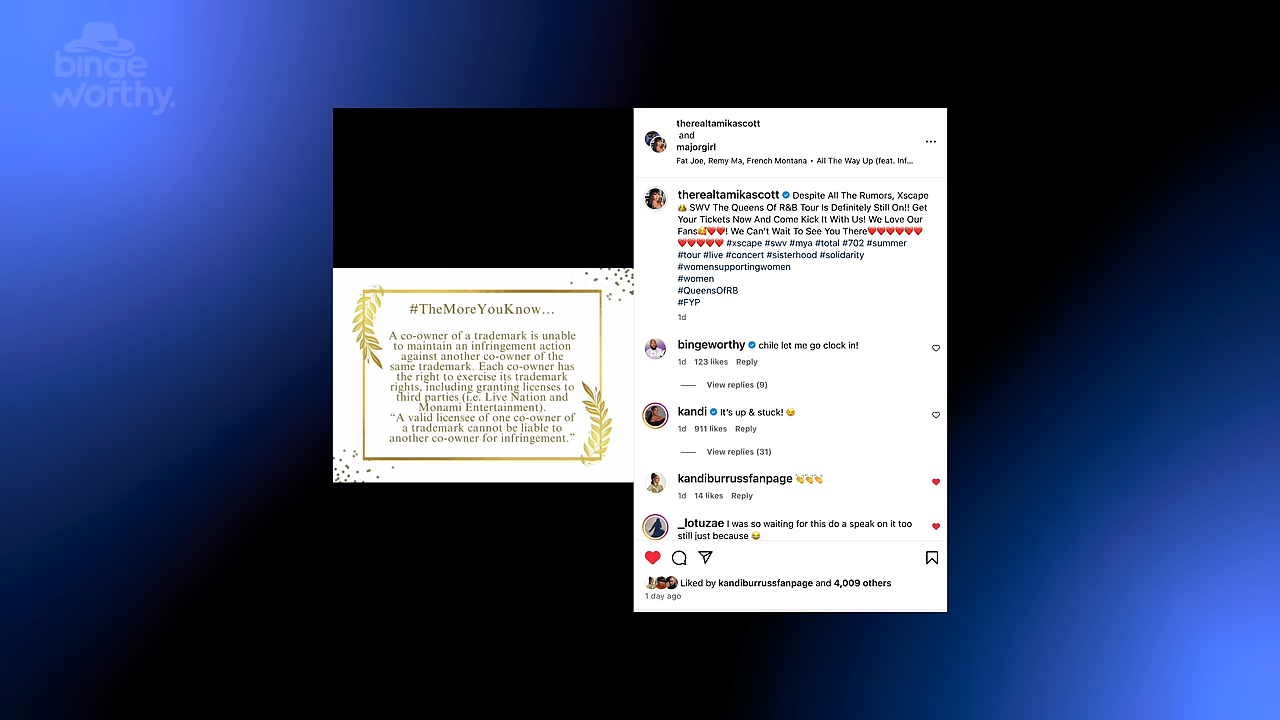 binge
worthy.
#TheMoreYouKnow...
A co-owner of a trademark is unable
to maintain an infringement action
against another co-owner of the
same trademark. Each co-owner has
the right to exercise its trademark
rights, including granting licenses to
third parties (i.e. Live Nation and
Monami Entertainment).
“A valid licensee of one co-owner of
a trademark cannot be liable to
another co-owner for infringement.”
therealtamikascott
and
majorgirl
Fat Joe, Remy Ma, French Montana • All The Way Up (feat. Inf...
therealtamikascott Despite All The Rumors, Xscape
👑 SWV The Queens Of R&B Tour Is Definitely Still On!! Get
Your Tickets Now And Come Kick It With Us! We Love Our
Fans🥰❤️❤️! We Can't Wait To See You There❤️❤️❤️❤️❤️❤️
❤️❤️❤️❤️❤️ #xscape #swv #mya #total #702 #summer
#tour #live #concert #sisterhood #solidarity
#womensupportingwomen
#women
#QueensOfRB
#FYP
1d
bingeworthy chile let me go clock in!
1d 123 likes Reply
View replies (9)
kandi It's up & stuck! 😉
1d 911 likes Reply
View replies (31)
kandiburrussfanpage 👏👏👏
1d 14 likes Reply
_lotuzae I was so waiting for this do a speak on it too
still just because 😂
Liked by kandiburrussfanpage and 4,009 others
1 day ago